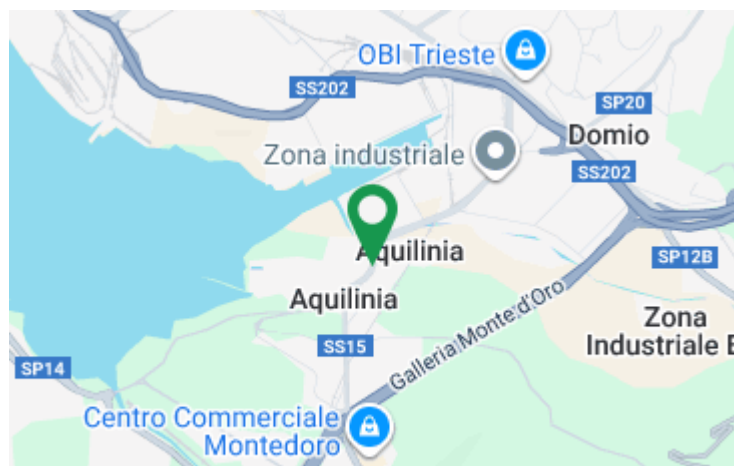 OBI Trieste
SS202
SP20
Domio
Zona industriale
SS202
Aquilinia
SP12B
Aquilinia
Galleria Monte d'Oro
Zona
Industriale E
SS15
SP14
Centro Commerciale
Montedoro